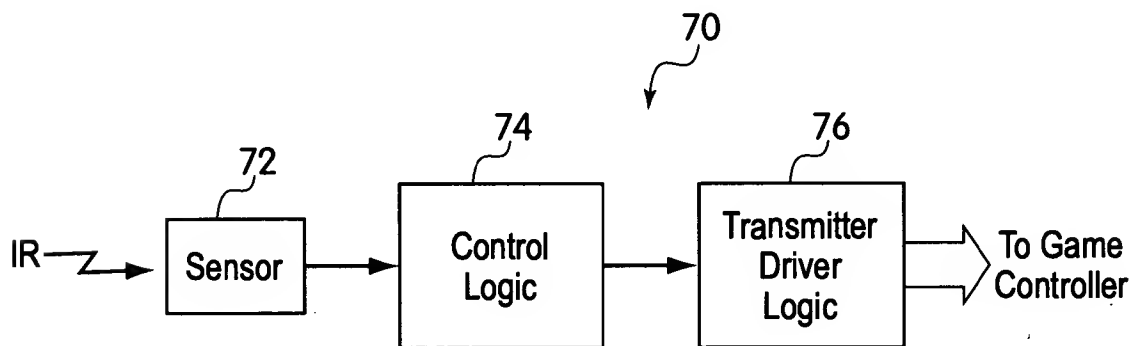 70
72
74
76
IR
Sensor
Control
Logic
Transmitter
Driver
Logic
To Game
Controller